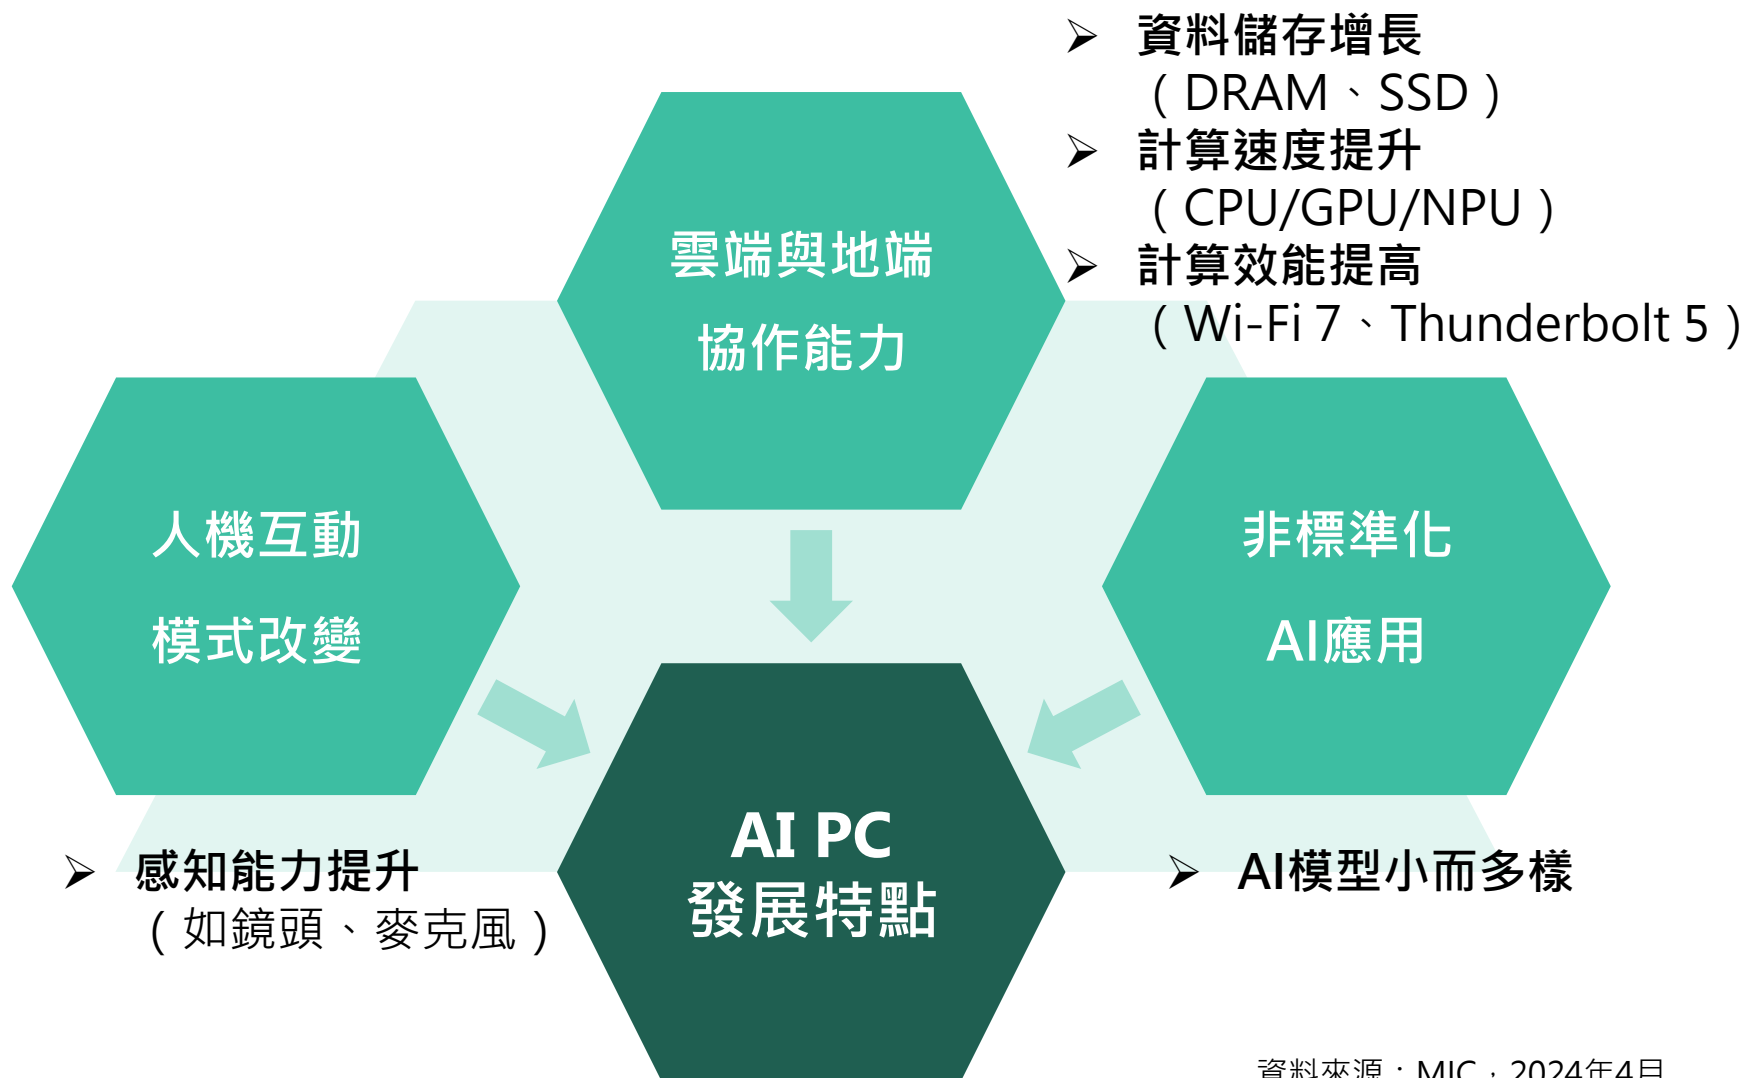 資料儲存增長
（DRAM、SSD）
計算速度提升
（CPU/GPU/NPU）
計算效能提高
（Wi-Fi 7、Thunderbolt 5）
雲端與地端
協作能力
人機互動
模式改變
非標準化
AI應用
感知能力提升
（如鏡頭、麥克風）
AI PC
發展特點
AI模型小而多樣
資料來源：MIC，2024年4月